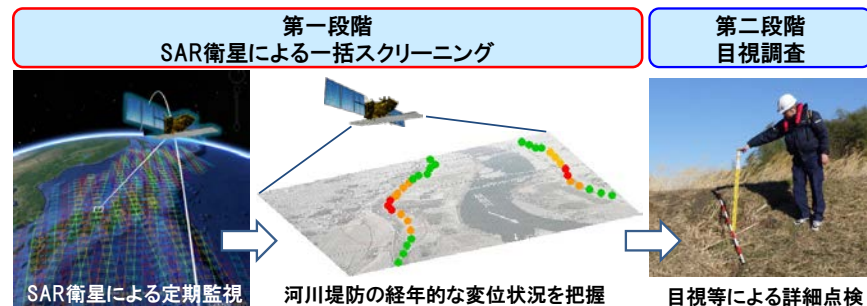 第一段階
SAR衛星による一括スクリーニング
第二段階
目視調査
SAR衛星による定期監視
河川堤防の経年的な変位状況を把握
目視等による詳細点検